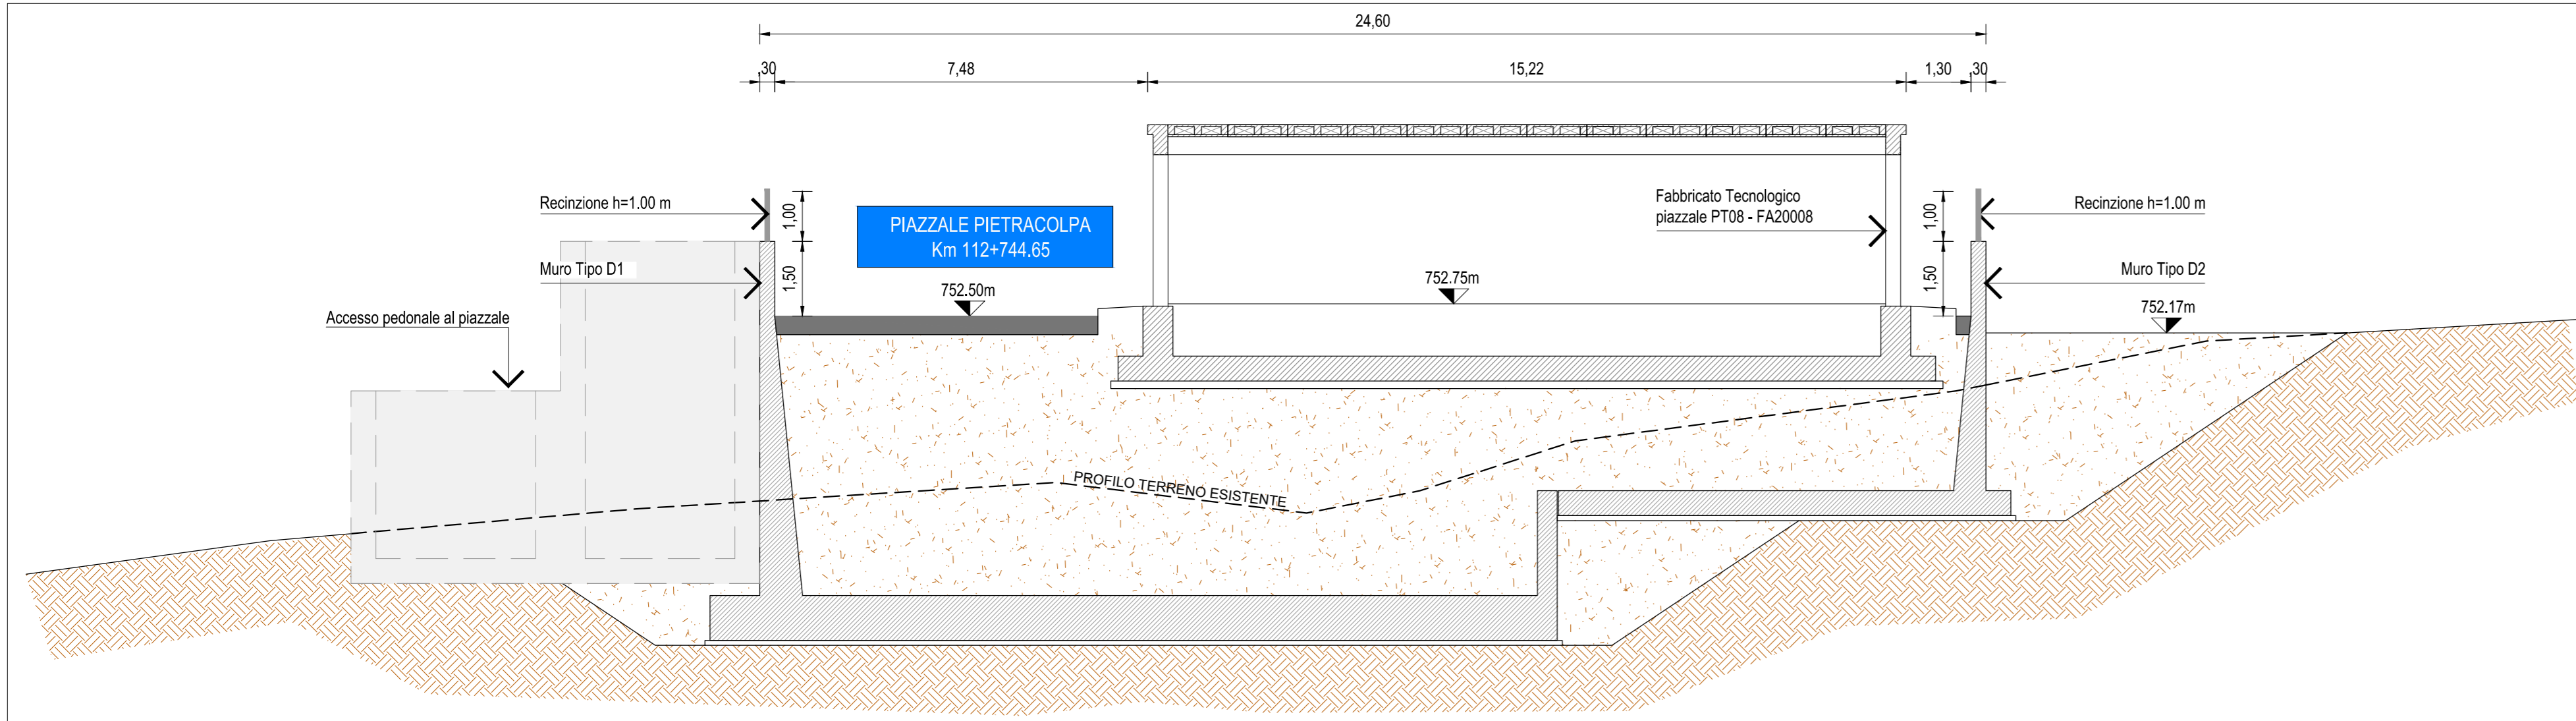 24,60
,30
7,48
15,22
1,30
,30
Recinzione h=1.00 m
1,00
PIAZZALE PIETRACOLPA
Km 112+744.65
Fabbricato Tecnologico
piazzale PT08 - FA20008
1,00
Recinzione h=1.00 m
Muro Tipo D1
1,50
752.50m
752.75m
1,50
Muro Tipo D2
752.17m
Accesso pedonale al piazzale
PROFILO TERRENO ESISTENTE